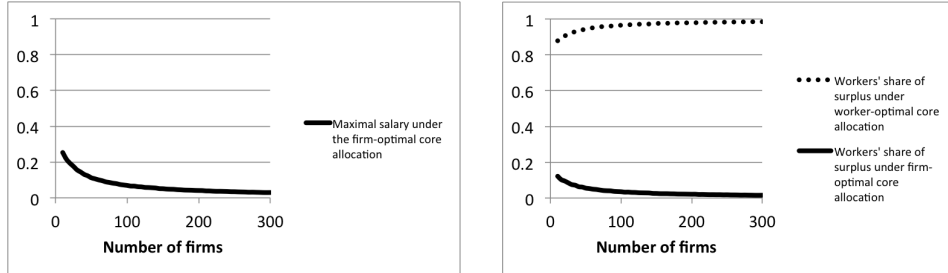 1
0.8
0.6
0.4
0.2
0
0 100 200 300
Number of firms
Maximal salary under
the firm-optimal core
allocation
1
0.8
0.6
0.4
0.2
0
0 100 200 300
Number of firms
Workers' share of
surplus under
worker-optimal core
allocation
Workers' share of
surplus under firm-
optimal core
allocation